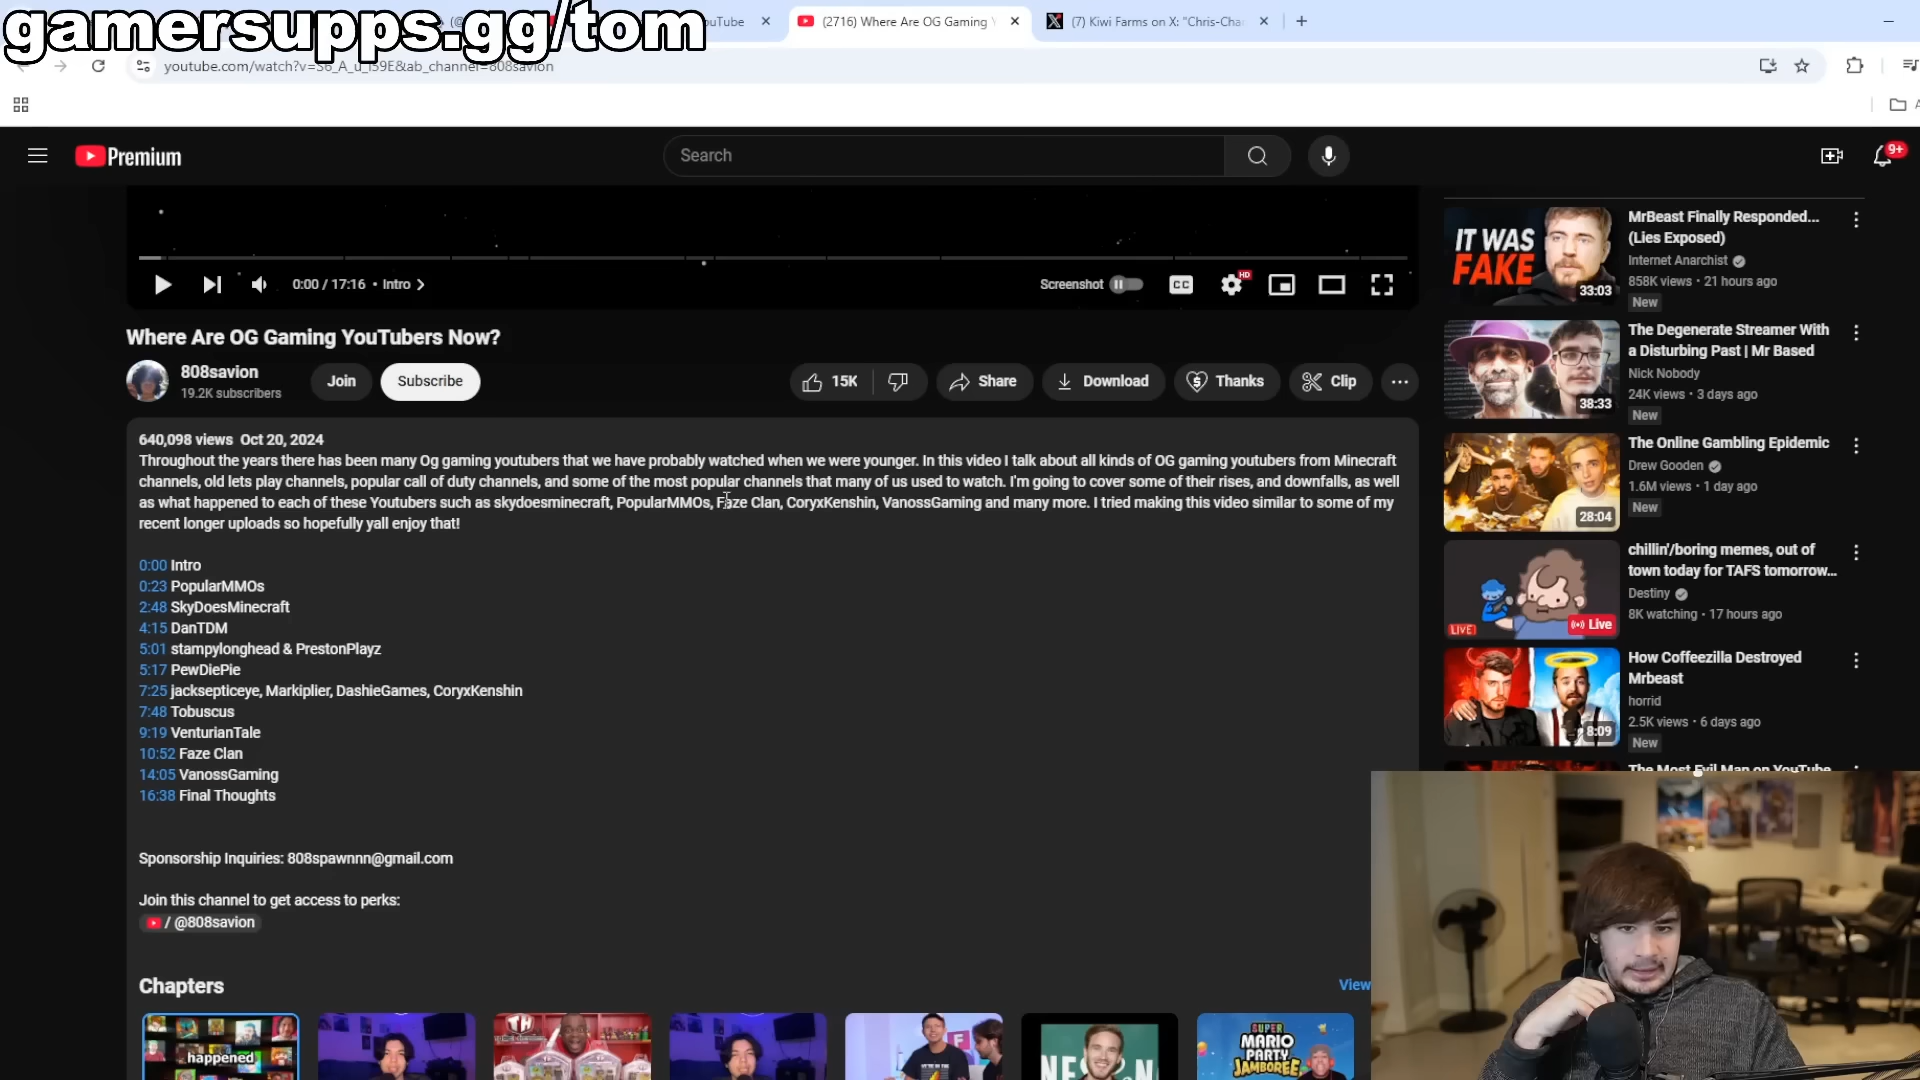 gamersupps.gg/tom
YouTube
(2716) Where Are OG Gaming Y
(7) Kiwi Farms on X: "Chris-Cha
youtube.com/watch?v=S6_A_u_I59E&ab_channel=808savion
Premium
Search
9+
0:00 / 17:16 • Intro
Screenshot
CC
HD
Where Are OG Gaming YouTubers Now?
808savion
19.2K subscribers
Join
Subscribe
15K
Share
Download
Thanks
Clip
640,098 views Oct 20, 2024
Throughout the years there has been many Og gaming youtubers that we have probably watched when we were younger. In this video I talk about all kinds of OG gaming youtubers from Minecraft
channels, old lets play channels, popular call of duty channels, and some of the most popular channels that many of us used to watch. I'm going to cover some of their rises, and downfalls, as well
as what happened to each of these Youtubers such as skydoesminecraft, PopularMMOs, Faze Clan, CoryxKenshin, VanossGaming and many more. I tried making this video similar to some of my
recent longer uploads so hopefully yall enjoy that!
0:00 Intro
0:23 PopularMMOs
2:48 SkyDoesMinecraft
4:15 DanTDM
5:01 stampylonghead & PrestonPlayz
5:17 PewDiePie
7:25 jacksepticeye, Markiplier, DashieGames, CoryxKenshin
7:48 Tobuscus
9:19 VenturianTale
10:52 Faze Clan
14:05 VanossGaming
16:38 Final Thoughts
Sponsorship Inquiries: 808spawnnn@gmail.com
Join this channel to get access to perks:
/ @808savion
Chapters
View
happened
TH
SUPER
MARIO
PARTY
JAMBOREE
IT WAS
FAKE
33:03
MrBeast Finally Responded...
(Lies Exposed)
Internet Anarchist
858K views • 21 hours ago
New
38:33
The Degenerate Streamer With
a Disturbing Past | Mr Based
Nick Nobody
24K views • 3 days ago
New
28:04
The Online Gambling Epidemic
Drew Gooden
1.6M views • 1 day ago
New
LIVE
Live
chillin'/boring memes, out of
town today for TAFS tomorrow...
Destiny
8K watching • 17 hours ago
8:09
How Coffeezilla Destroyed
Mrbeast
horrid
2.5K views • 6 days ago
New
The Most Evil Man on YouTube